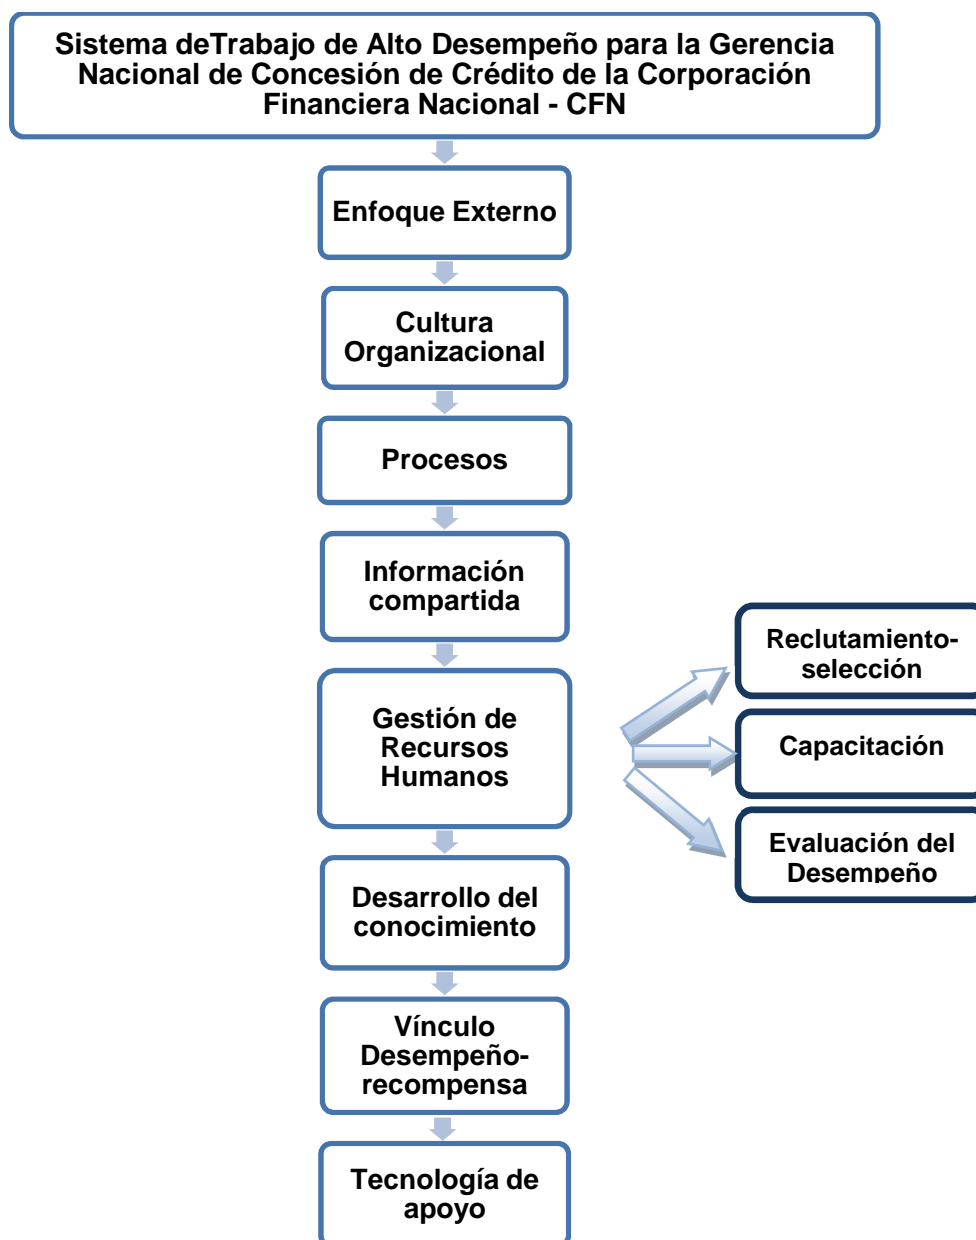 Sistema deTrabajo de Alto Desempeño para la Gerencia
Nacional de Concesión de Crédito de la Corporación
Financiera Nacional - CFN
Enfoque Externo
Cultura
Organizacional
Procesos
Información
compartida
Gestión de
Recursos
Humanos
Reclutamiento-
selección
Capacitación
Evaluación del
Desempeño
Desarrollo del
conocimiento
Vínculo
Desempeño-
recompensa
Tecnología de
apoyo